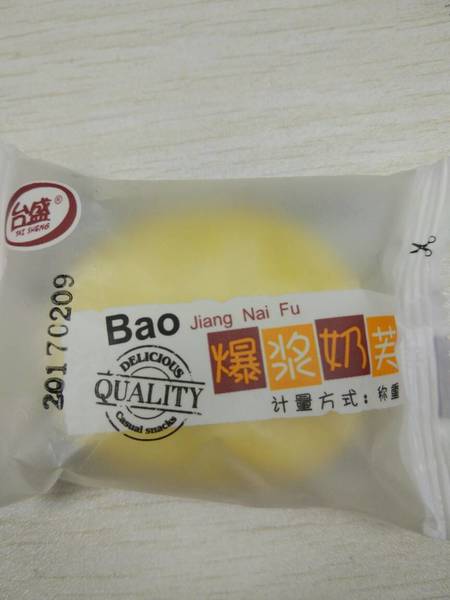 台盛®
TAI SHENG
20170209
Bao Jiang Nai Fu
爆浆奶芙
DELICIOUS
QUALITY
Casual snacks
计量方式：称重